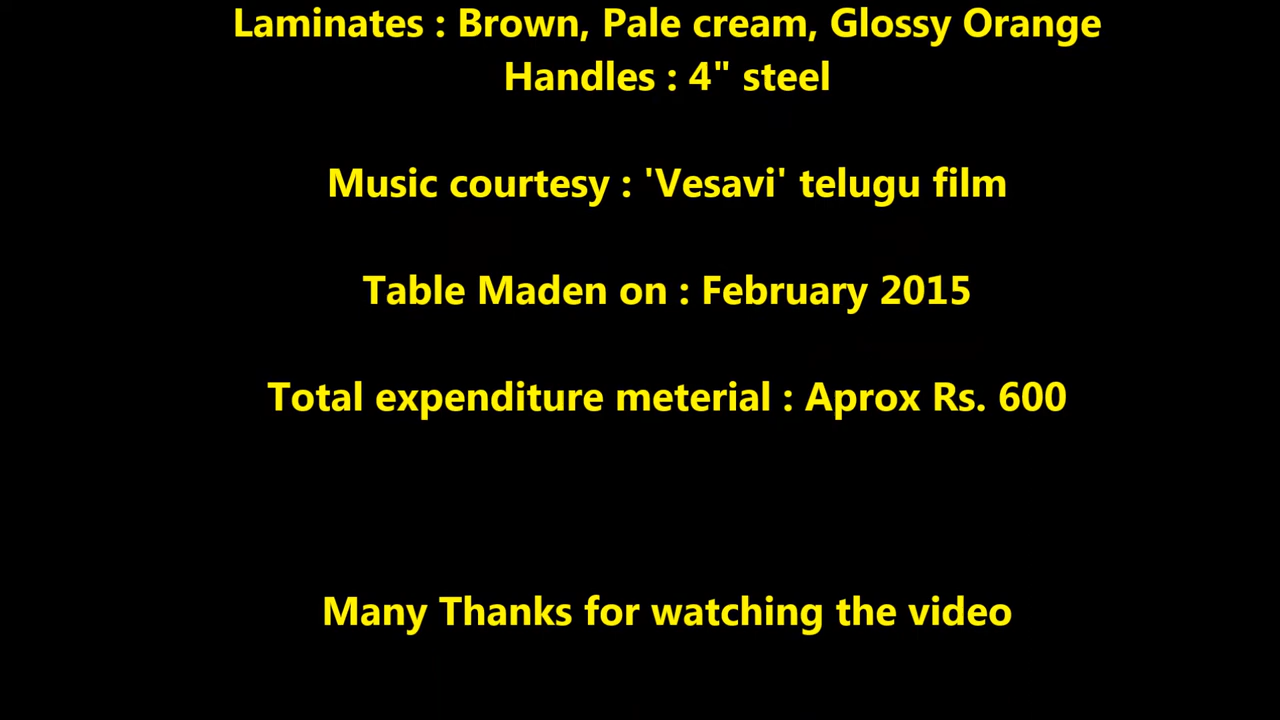 Laminates : Brown, Pale cream, Glossy Orange
Handles : 4" steel
Music courtesy : 'Vesavi' telugu film
Table Maden on : February 2015
Total expenditure meterial : Aprox Rs. 600
Many Thanks for watching the video